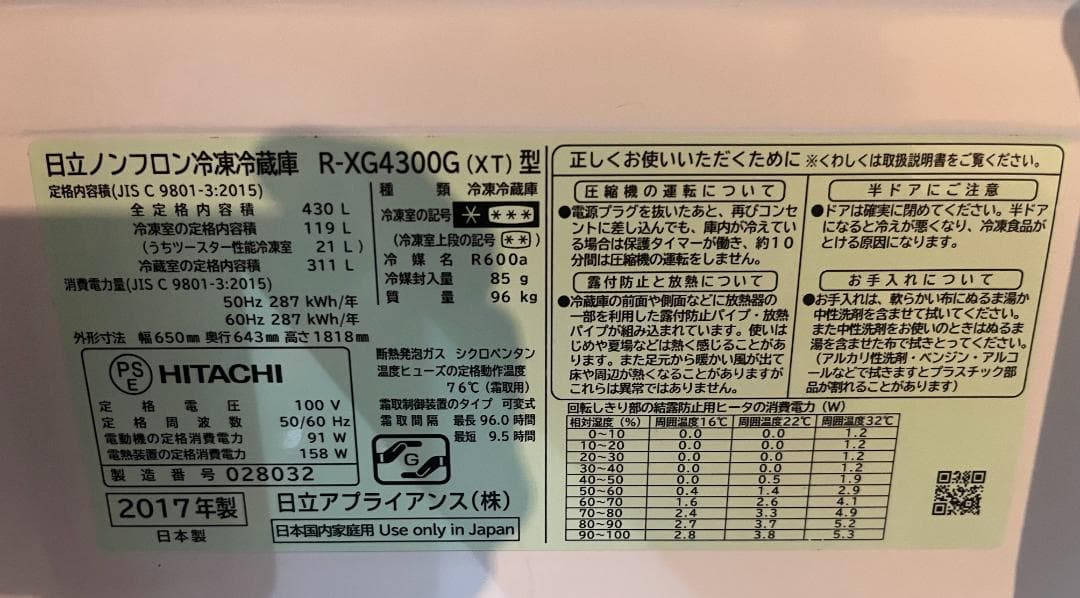 日立ノンフロン冷凍冷蔵庫 R-XG4300G(XT)型
定格内容積(JIS C 9801-3:2015)
全定格内容積 430 L
冷凍室の定格内容積 119 L
(うちツースター性能冷凍室 21 L)
冷蔵室の定格内容積 311 L
消費電力量(JIS C 9801-3:2015)
50Hz 287 kWh/年
60Hz 287 kWh/年
外形寸法 幅650mm 奥行643mm 高さ1818mm
種類 冷凍冷蔵庫
冷凍室の記号 * ***
(冷凍室上段の記号 **)
冷媒名 R600a
冷媒封入量 85 g
質量 96 kg
PS
E
HITACHI
定格電圧 100 V
定格周波数 50/60 Hz
電動機の定格消費電力 91 W
電熱装置の定格消費電力 158 W
製造番号 028032
2017年製
日本製
断熱発泡ガス シクロペンタン
温度ヒューズの定格動作温度
76℃(霜取用)
霜取制御装置のタイプ 可変式
霜取間隔 最長 96.0 時間
最短 9.5 時間
G
日立アプライアンス(株)
日本国内家庭用 Use only in Japan
正しくお使いいただくために ※くわしくは取扱説明書をご覧ください。
圧縮機の運転について
●電源プラグを抜いたあと、再びコンセ
ントに差し込んでも、庫内が冷えてい
る場合は保護タイマーが働き、約10
分間は圧縮機の運転をしません。
露付防止と放熱について
●冷蔵庫の前面や側面などに放熱器の
一部を利用した露付防止パイプ・放熱
パイプが組み込まれています。使いは
じめや夏場などは熱く感じることがあ
ります。また足元から暖かい風が出て
床や周辺が熱くなることがありますが
これらは異常ではありません。
半ドアにご注意
●ドアは確実に閉めてください。半ドア
になると冷えが悪くなり、冷凍食品が
とける原因になります。
お手入れについて
●お手入れは、軟らかい布にぬるま湯か
中性洗剤を含ませて拭いてください。
また中性洗剤をお使いのときはぬるま
湯を含ませた布で拭きとってください。
(アルカリ性洗剤・ベンジン・アルコ
ールなどで拭きますとプラスチック部
品が割れることがあります)
回転しきり部の結露防止用ヒータの消費電力(W)
相対湿度(%) 周囲温度16℃ 周囲温度22℃ 周囲温度32℃
0~10 0.0 0.0 1.2
10~20 0.0 0.0 1.2
20~30 0.0 0.0 1.2
30~40 0.0 0.0 1.2
40~50 0.0 0.5 1.9
50~60 0.4 1.4 2.9
60~70 1.6 2.6 4.1
70~80 2.4 3.3 4.9
80~90 2.7 3.7 5.2
90~100 2.8 3.8 5.3